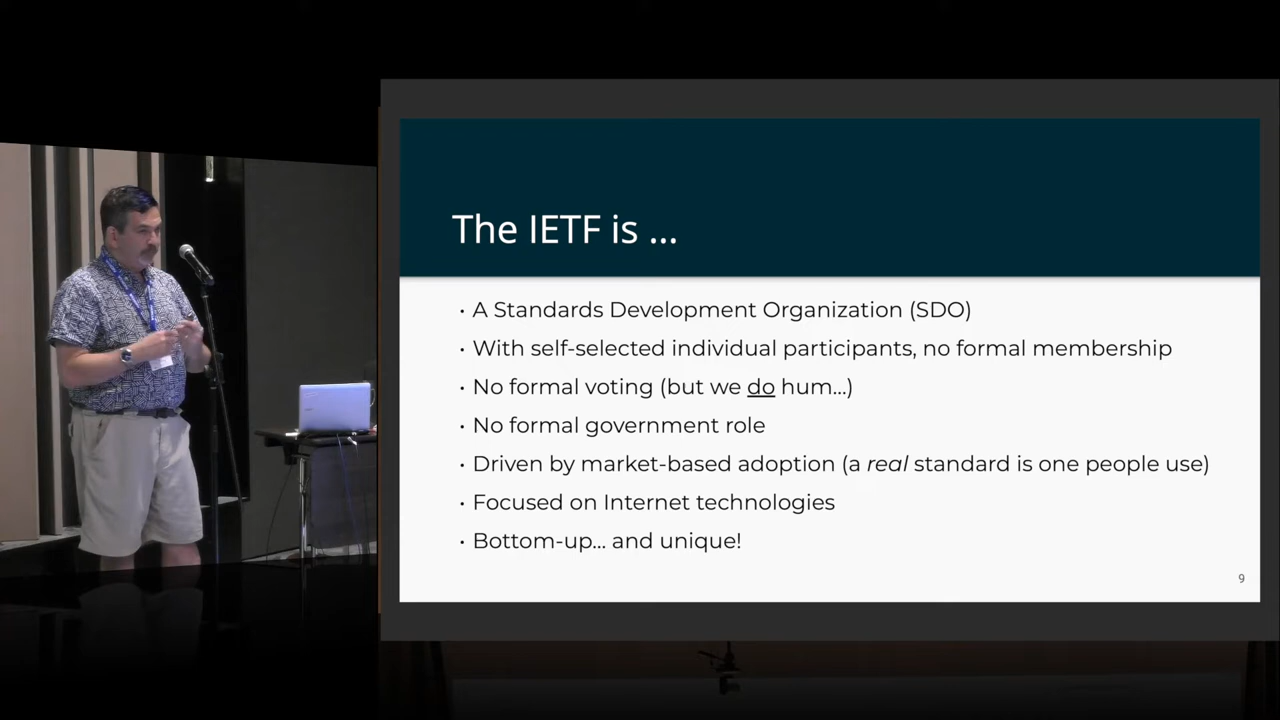 The IETF is ...
• A Standards Development Organization (SDO)
• With self-selected individual participants, no formal membership
• No formal voting (but we do hum...)
• No formal government role
• Driven by market-based adoption (a real standard is one people use)
• Focused on Internet technologies
• Bottom-up... and unique!
9